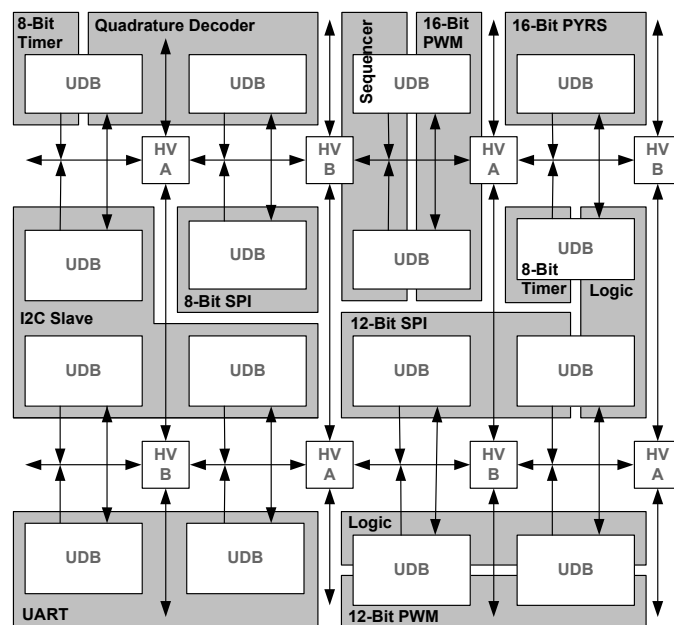 8-Bit
Timer
Quadrature Decoder
Sequencer
16-Bit
PWM
16-Bit PYRS
UDB
UDB
UDB
UDB
HV
A
HV
B
HV
A
HV
B
UDB
UDB
UDB
UDB
8-Bit SPI
8-Bit
Timer
Logic
I2C Slave
12-Bit SPI
UDB
UDB
UDB
UDB
HV
B
HV
A
HV
B
HV
A
Logic
UDB
UDB
UDB
UDB
UART
12-Bit PWM